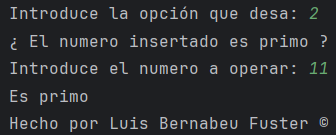 Introduce la opción que desa: 2
¿ El numero insertado es primo ?
Introduce el numero a operar: 11
Es primo
Hecho por Luis Bernabeu Fuster ©